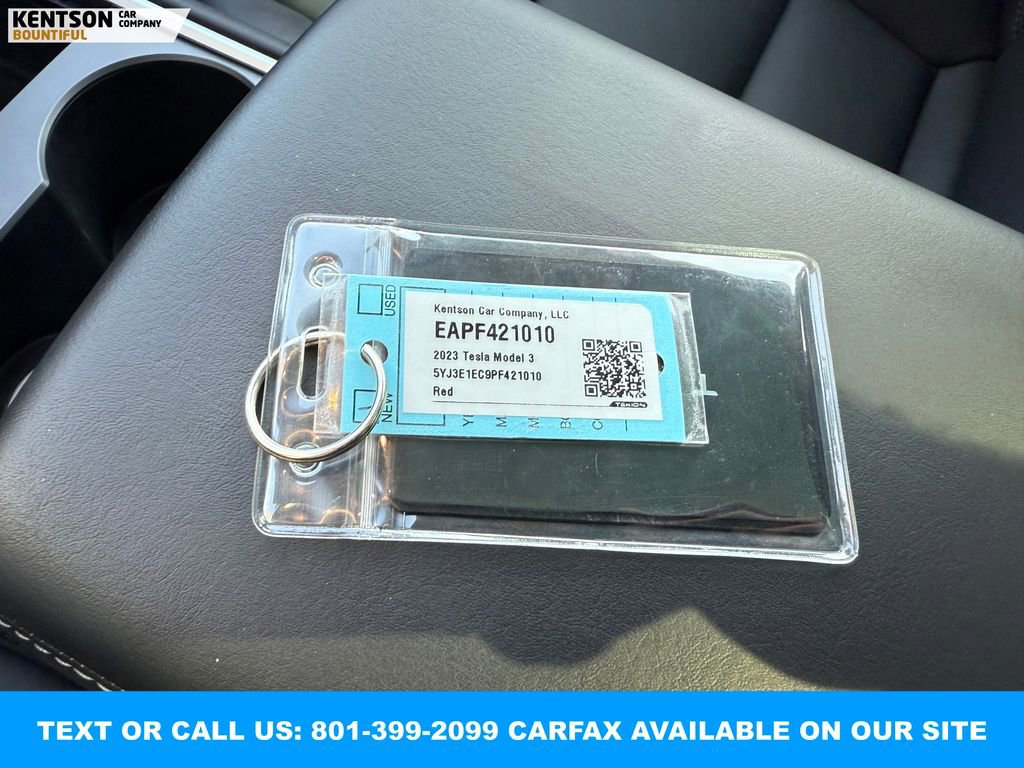 KENTSON CAR COMPANY
BOUNTIFUL
USED
NEW
Kentson Car Company, LLC
EAPF421010
2023 Tesla Model 3
5YJ3E1EC9PF421010
Red
TEKION
TEXT OR CALL US: 801-399-2099 CARFAX AVAILABLE ON OUR SITE